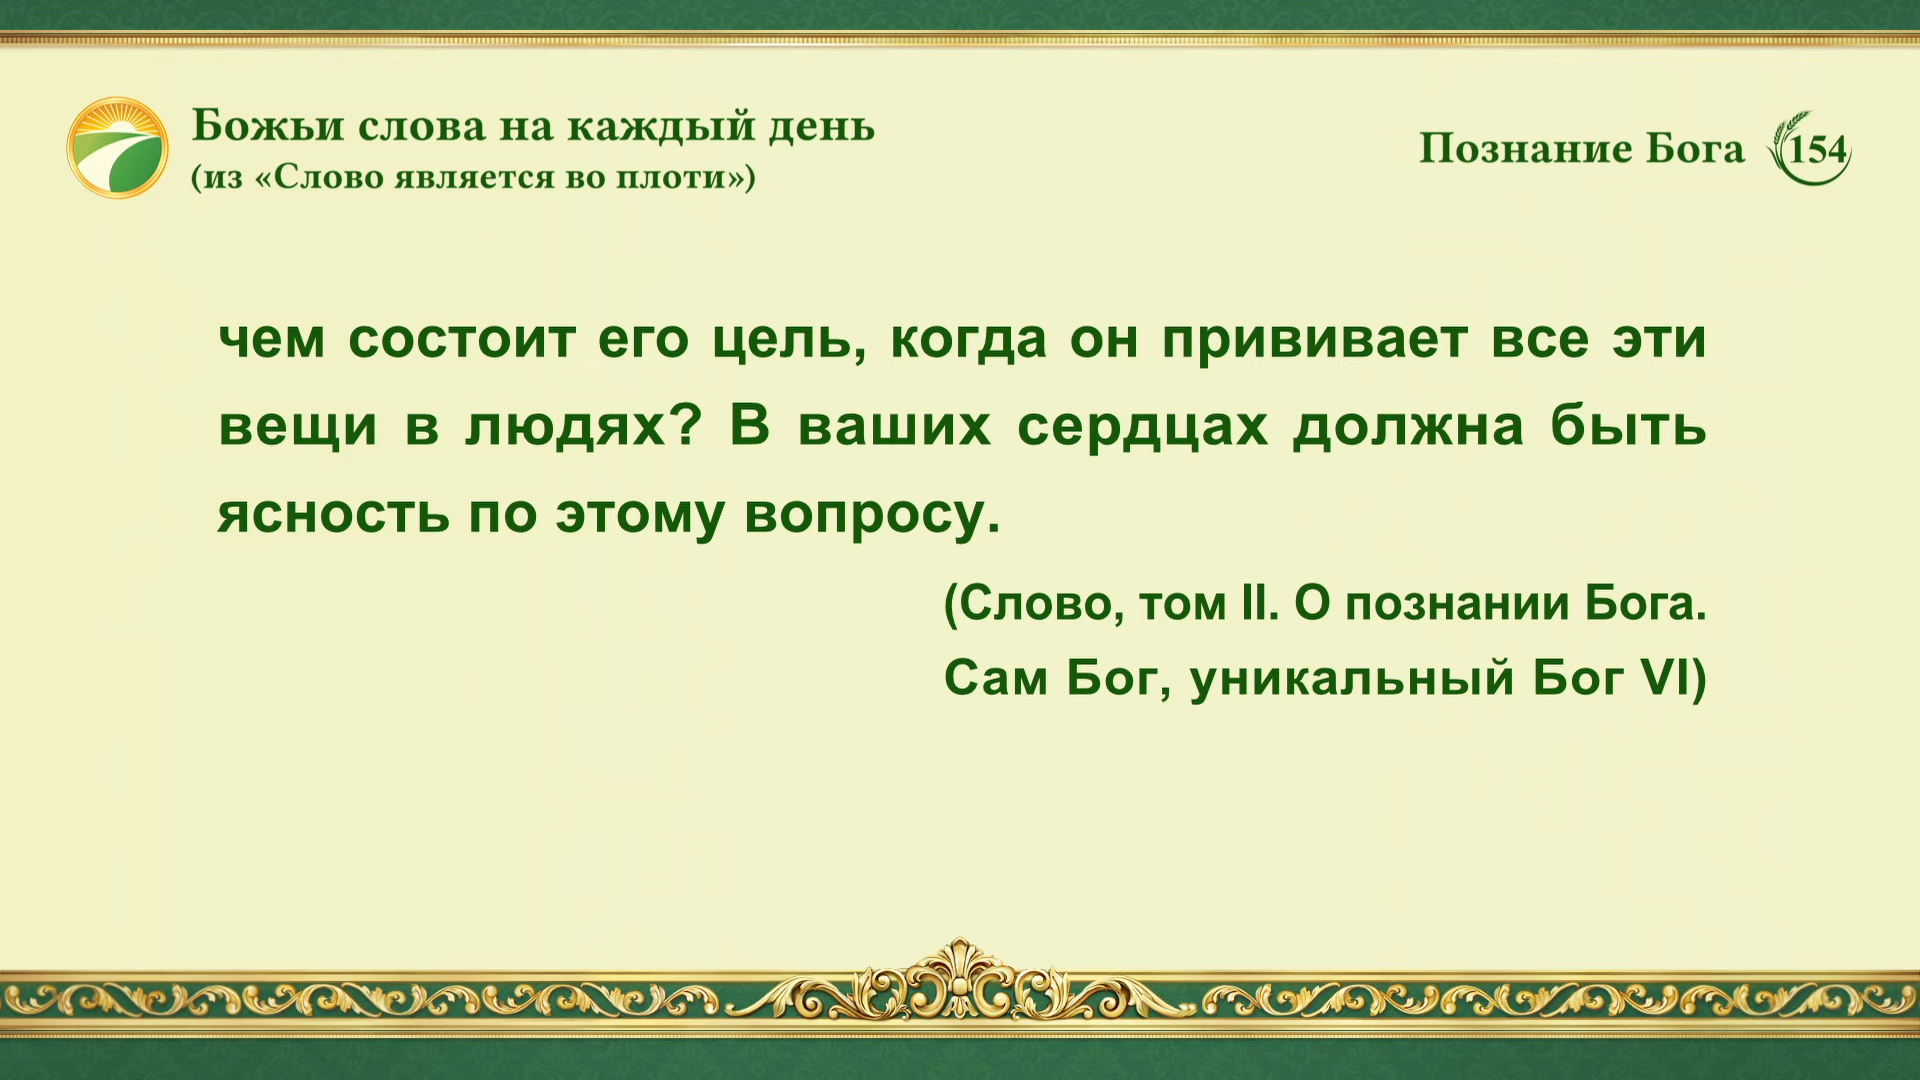 Божьи слова на каждый день
(из «Слово является во плоти»)
Познание Бога 154
чем состоит его цель, когда он прививает все эти
вещи в людях? В ваших сердцах должна быть
ясность по этому вопросу.
(Слово, том II. О познании Бога.
Сам Бог, уникальный Бог VI)